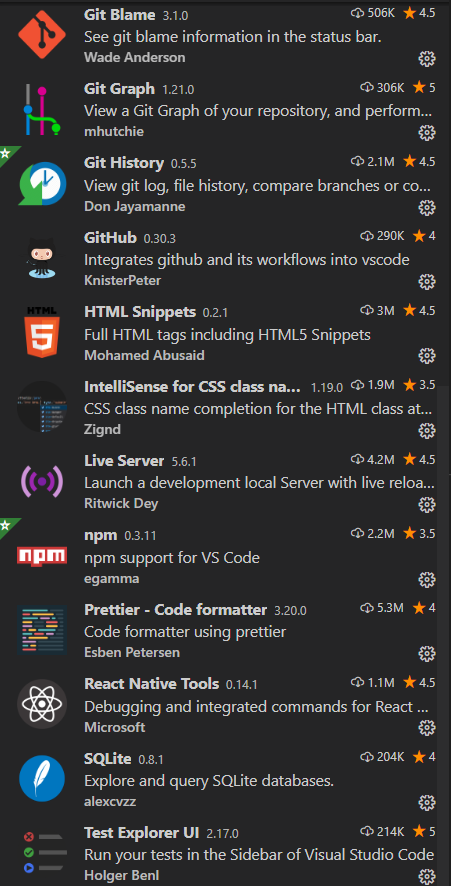 Git Blame 3.1.0 506K 4.5
See git blame information in the status bar.
Wade Anderson
Git Graph 1.21.0 306K 5
View a Git Graph of your repository, and perform...
mhutchie
Git History 0.5.5 2.1M 4.5
View git log, file history, compare branches or co...
Don Jayamanne
GitHub 0.30.3 290K 4
Integrates github and its workflows into vscode
KnisterPeter
HTML
5
HTML Snippets 0.2.1 3M 4.5
Full HTML tags including HTML5 Snippets
Mohamed Abusaid
IntelliSense for CSS class na... 1.19.0 1.9M 3.5
CSS class name completion for the HTML class at...
Zignd
Live Server 5.6.1 4.2M 4.5
Launch a development local Server with live reloa...
Ritwick Dey
npm
npm 0.3.11 2.2M 3.5
npm support for VS Code
egamma
Prettier - Code formatter 3.20.0 5.3M 4
Code formatter using prettier
Esben Petersen
React Native Tools 0.14.1 1.1M 4.5
Debugging and integrated commands for React ...
Microsoft
SQLite 0.8.1 204K 4
Explore and query SQLite databases.
alexcvzz
Test Explorer UI 2.17.0 214K 5
Run your tests in the Sidebar of Visual Studio Code
Holger Benl